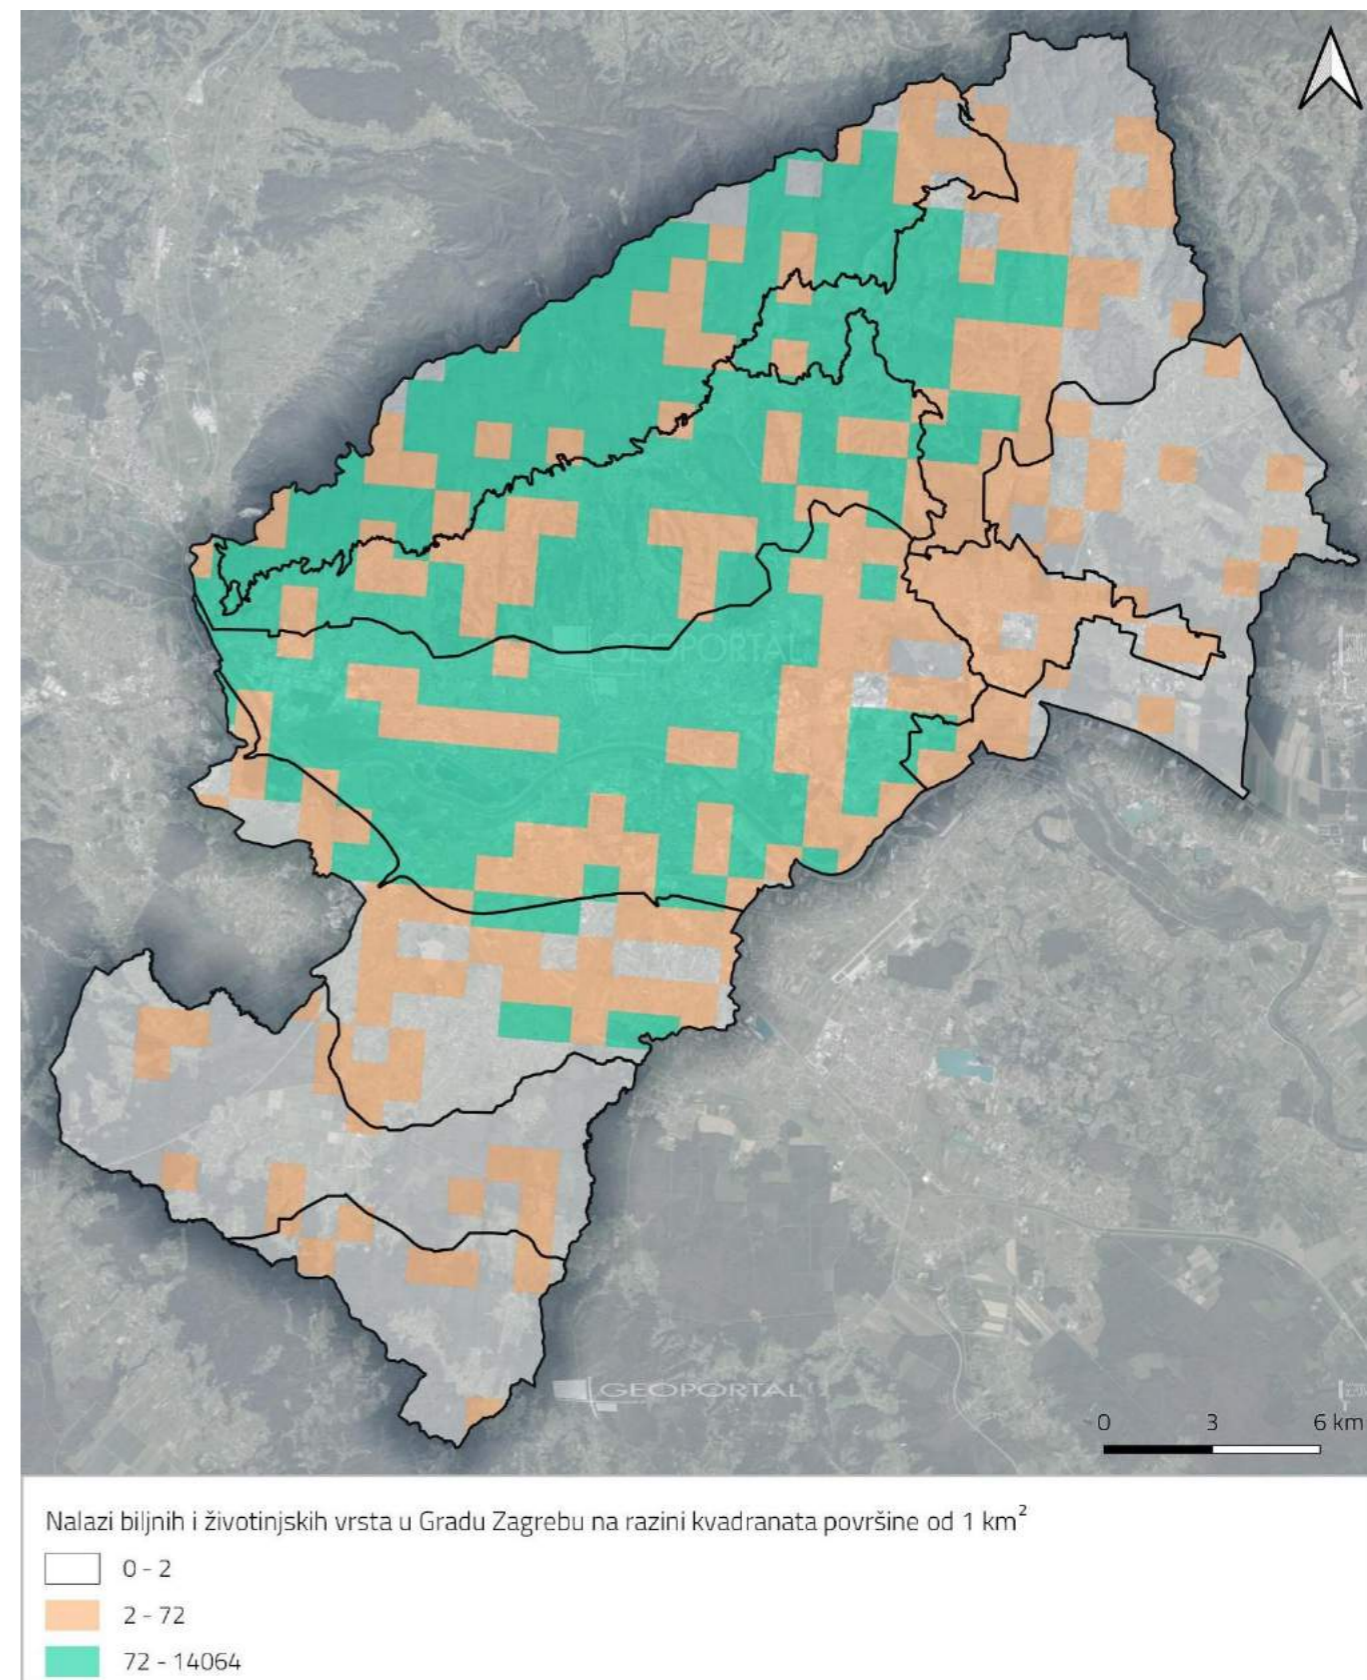 GEOPORTAL
GEOPORTAL
0 3 6 km
Nalazi biljnih i životinjskih vrsta u Gradu Zagrebu na razini kvadranata površine od 1 km²
0 - 2
2 - 72
72 - 14064